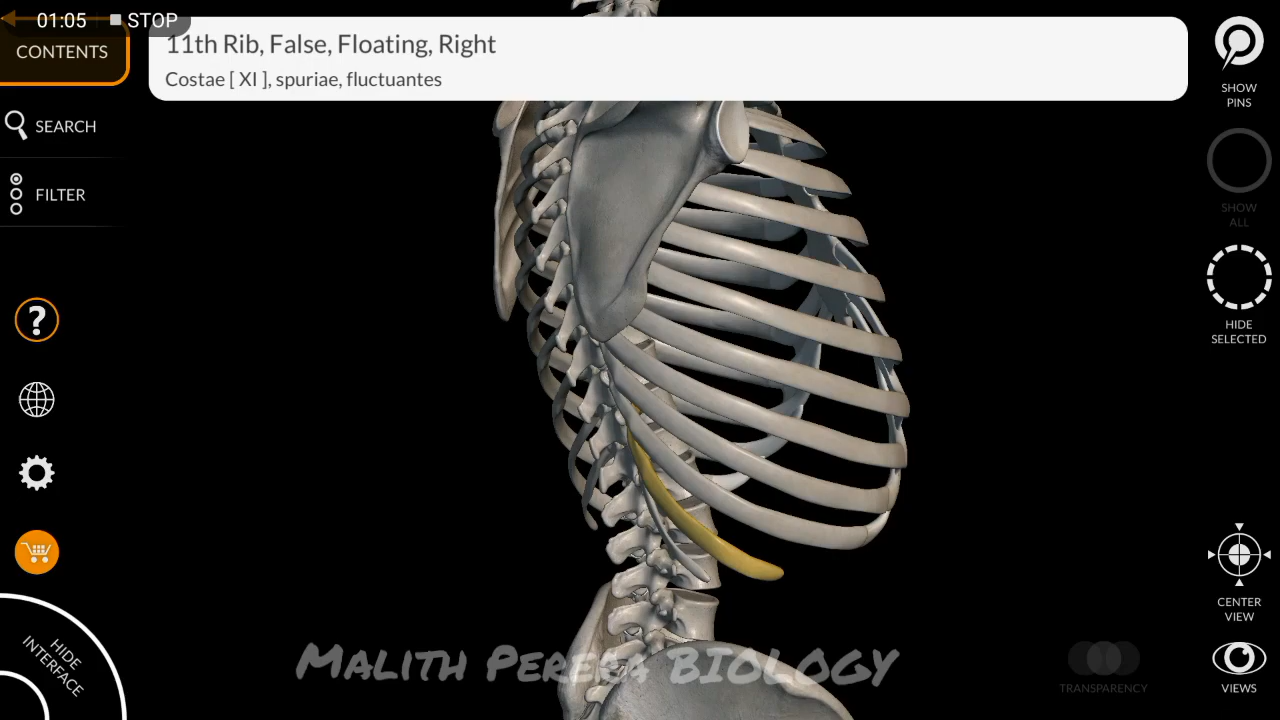 01:05 STOP
CONTENTS
11th Rib, False, Floating, Right
Costae [ XI ], spuriae, fluctuantes
SEARCH
FILTER
?
HIDE
INTERFACE
SHOW
PINS
SHOW
ALL
HIDE
SELECTED
CENTER
VIEW
TRANSPARENCY
VIEWS
MALITH PERERA BIOLOGY